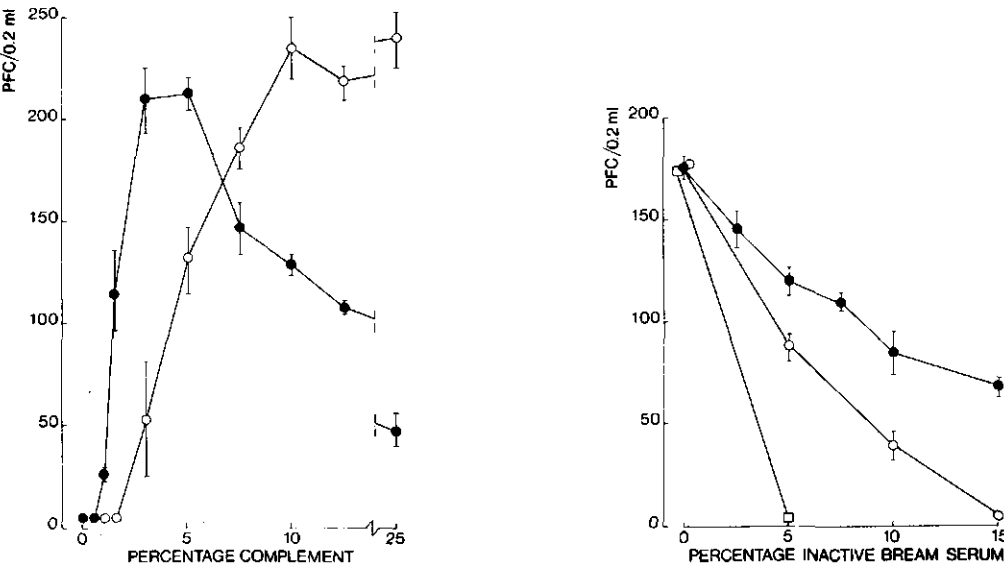 PFC/0.2 ml
250
200
150
100
50
0
0 5 10 25
PERCENTAGE COMPLEMENT
PFC/0.2 ml
200
150
100
50
0
0 5 10 15
PERCENTAGE INACTIVE BREAM SERUM